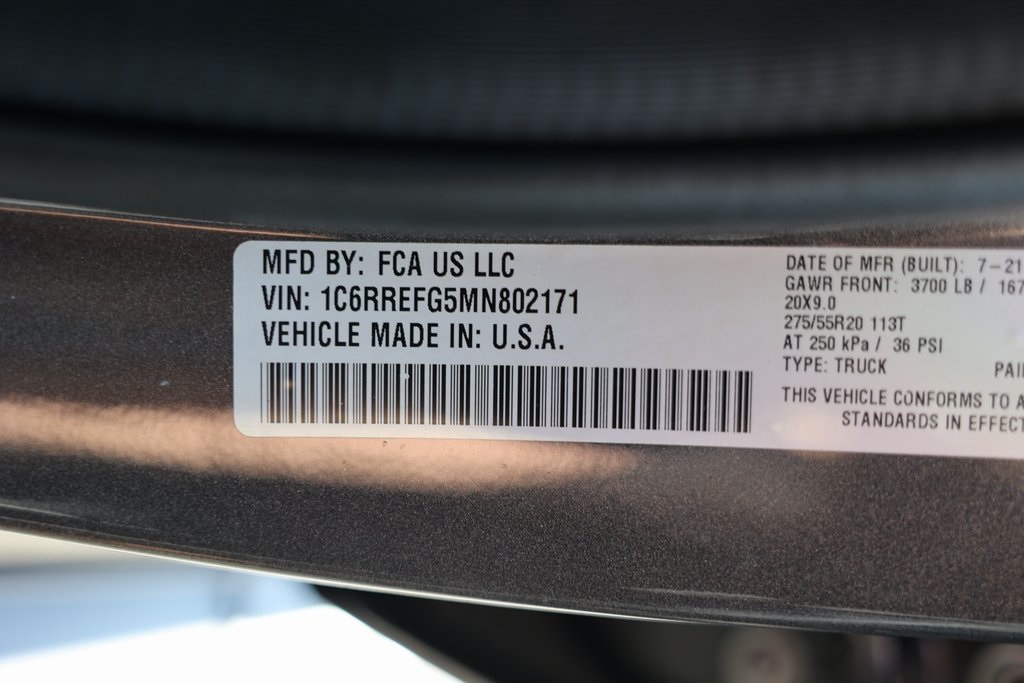 MFD BY: FCA US LLC
VIN: 1C6RREFG5MN802171
VEHICLE MADE IN: U.S.A.
DATE OF MFR (BUILT): 7-21
GAWR FRONT: 3700 LB / 167
20X9.0
275/55R20 113T
AT 250 kPa / 36 PSI
TYPE: TRUCK
PAI
THIS VEHICLE CONFORMS TO A
STANDARDS IN EFFECT